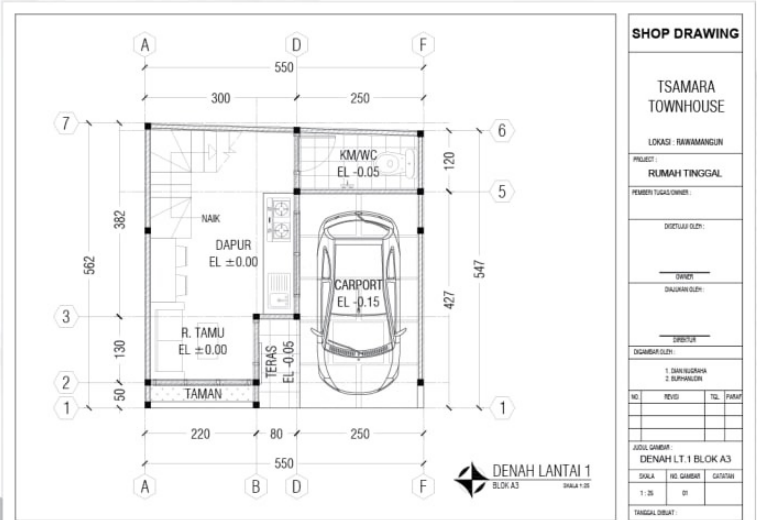 A
D
F
550
300
250
7
6
KM/WC
EL -0.05
120
5
382
NAIK
DAPUR
EL ±0.00
562
547
CARPORT
EL -0.15
427
3
R. TAMU
EL ±0.00
130
TERAS
EL -0.05
2
50
TAMAN
1
1
220
80
250
550
A
B
D
F
DENAH LANTAI 1
BLOK A3
SKALA 1:25
SHOP DRAWING
TSAMARA
TOWNHOUSE
LOKASI : RAWAMANGUN
PROJECT :
RUMAH TINGGAL
PEMBERI TUGAS/OWNER :
DISETUJUI OLEH :
OWNER
DIAJUKAN OLEH :
DIREKTUR
DIGAMBAR OLEH :
1. DIAN NUGRAHA
2. BURHANUDIN
NO.
REVISI
TGL
PARAF
JUDUL GAMBAR :
DENAH LT.1 BLOK A3
SKALA
NO. GAMBAR
CATATAN
1 : 25
01
TANGGAL DIBUAT :